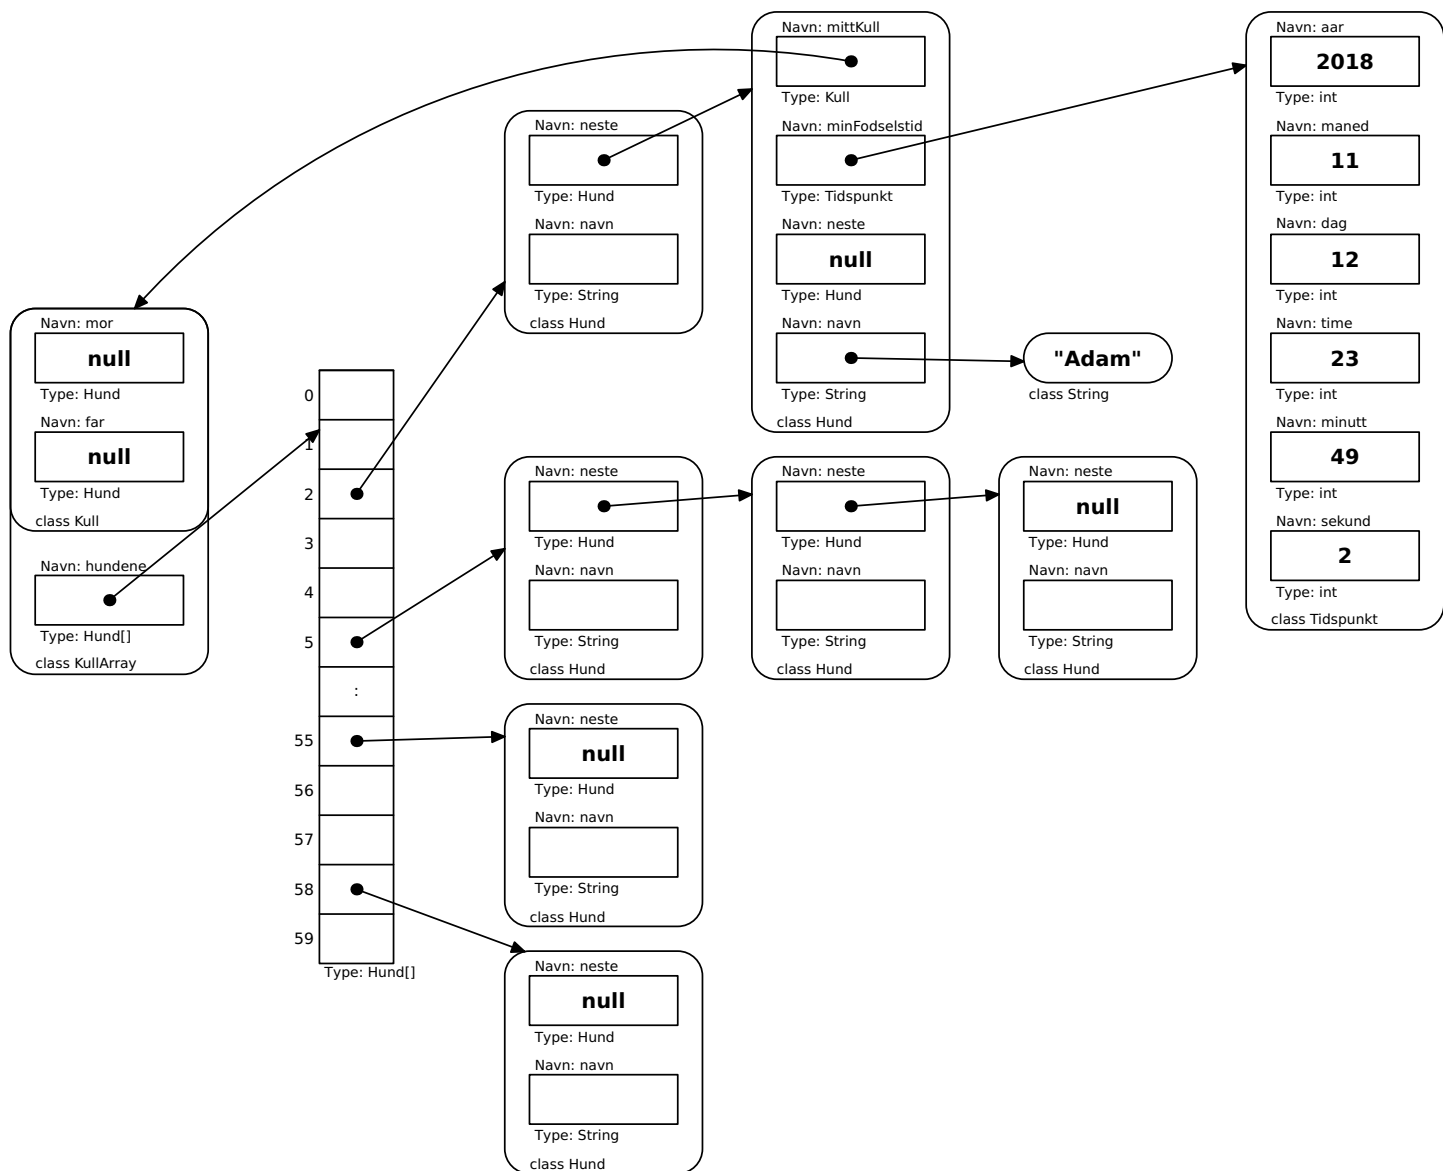 Navn: mor
null
Type: Hund
Navn: far
null
Type: Hund
class Kull
Navn: hundene
Type: Hund[]
class KullArray
0
1
2
3
4
5
:
55
56
57
58
59
Type: Hund[]
Navn: neste
Type: Hund
Navn: navn
Type: String
class Hund
Navn: mittKull
Type: Kull
Navn: minFodselstid
Type: Tidspunkt
Navn: neste
null
Type: Hund
Navn: navn
Type: String
class Hund
"Adam"
class String
Navn: aar
2018
Type: int
Navn: maned
11
Type: int
Navn: dag
12
Type: int
Navn: time
23
Type: int
Navn: minutt
49
Type: int
Navn: sekund
2
Type: int
class Tidspunkt
Navn: neste
Type: Hund
Navn: navn
Type: String
class Hund
Navn: neste
Type: Hund
Navn: navn
Type: String
class Hund
Navn: neste
null
Type: Hund
Navn: navn
Type: String
class Hund
Navn: neste
null
Type: Hund
Navn: navn
Type: String
class Hund
Navn: neste
null
Type: Hund
Navn: navn
Type: String
class Hund